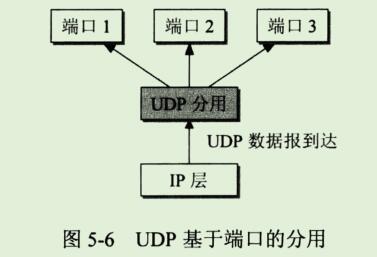 端口 1
端口 2
端口 3
UDP 分用
UDP 数据报到达
IP 层
图 5-6 UDP 基于端口的分用